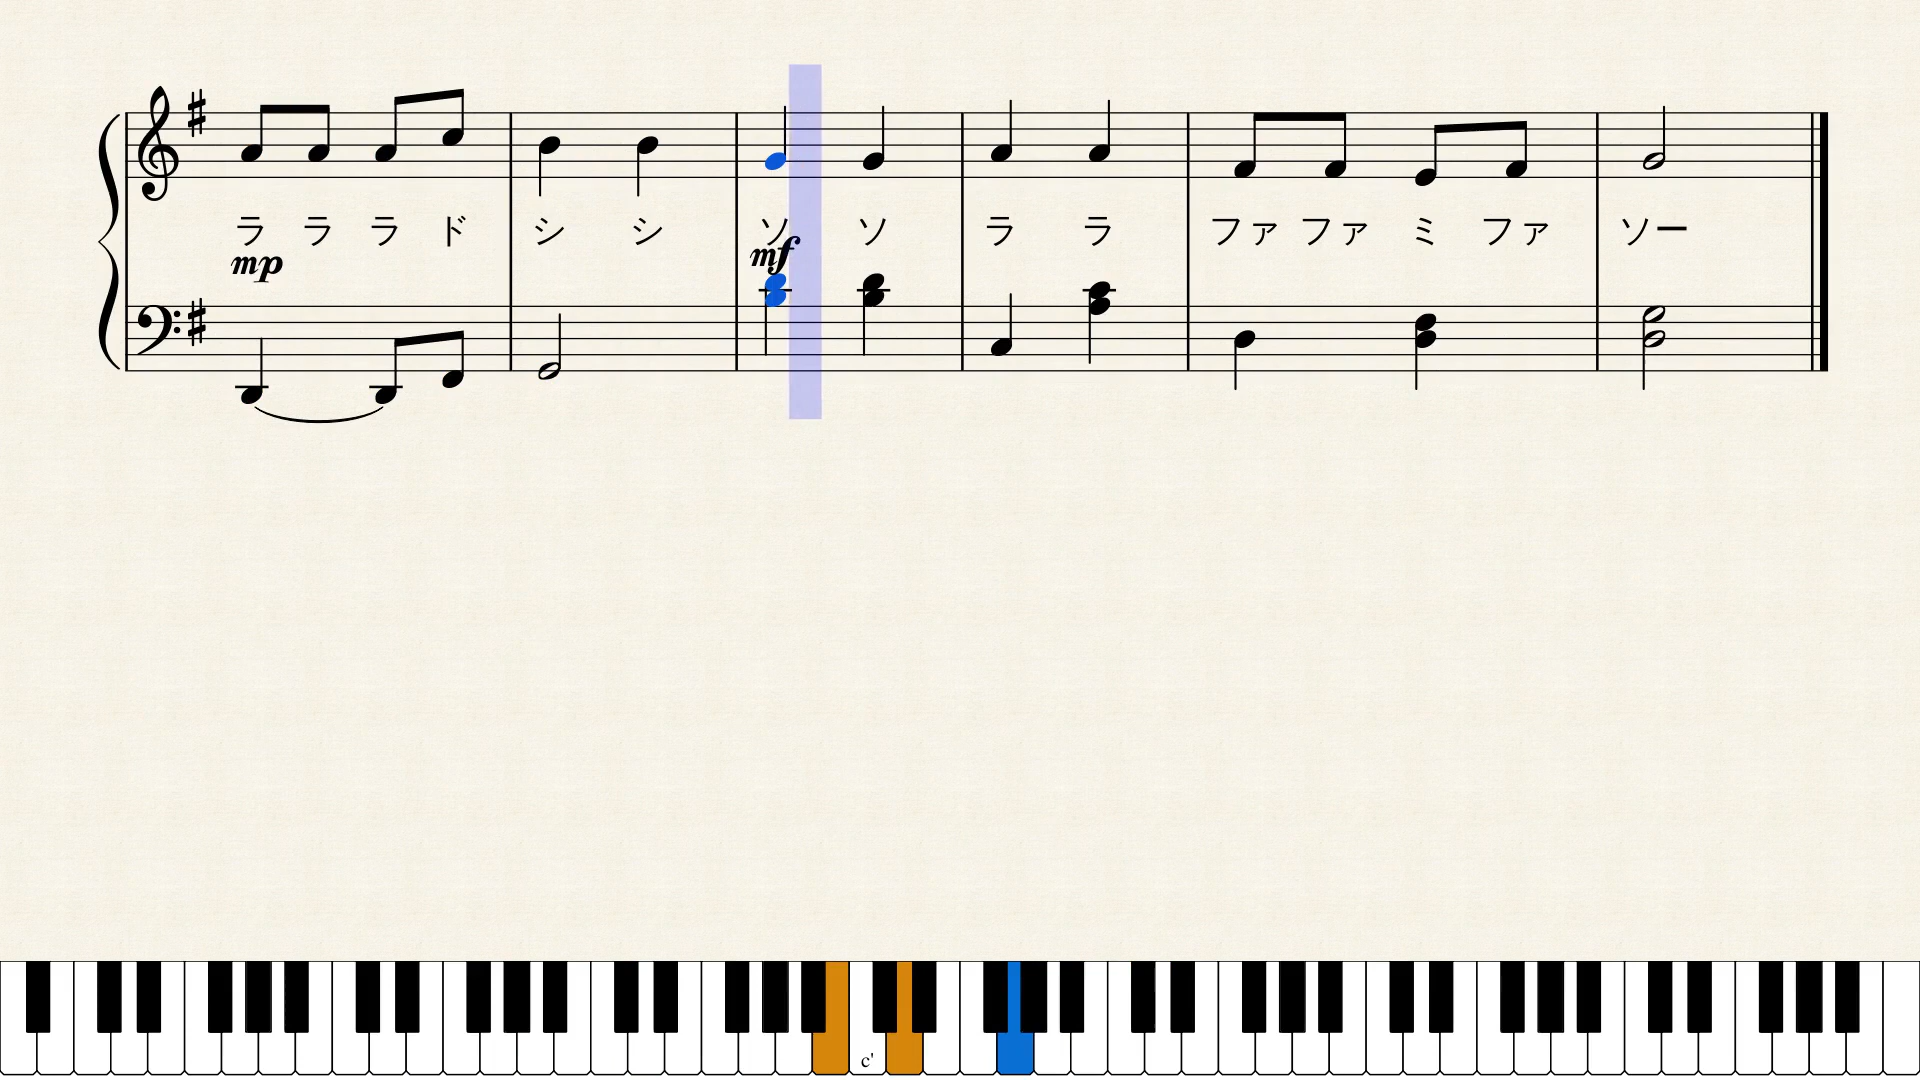 ラ ラ ラ ド シ シ ソ ソ ラ ラ ファ ファ ミ ファ ソー
mp mf
c'